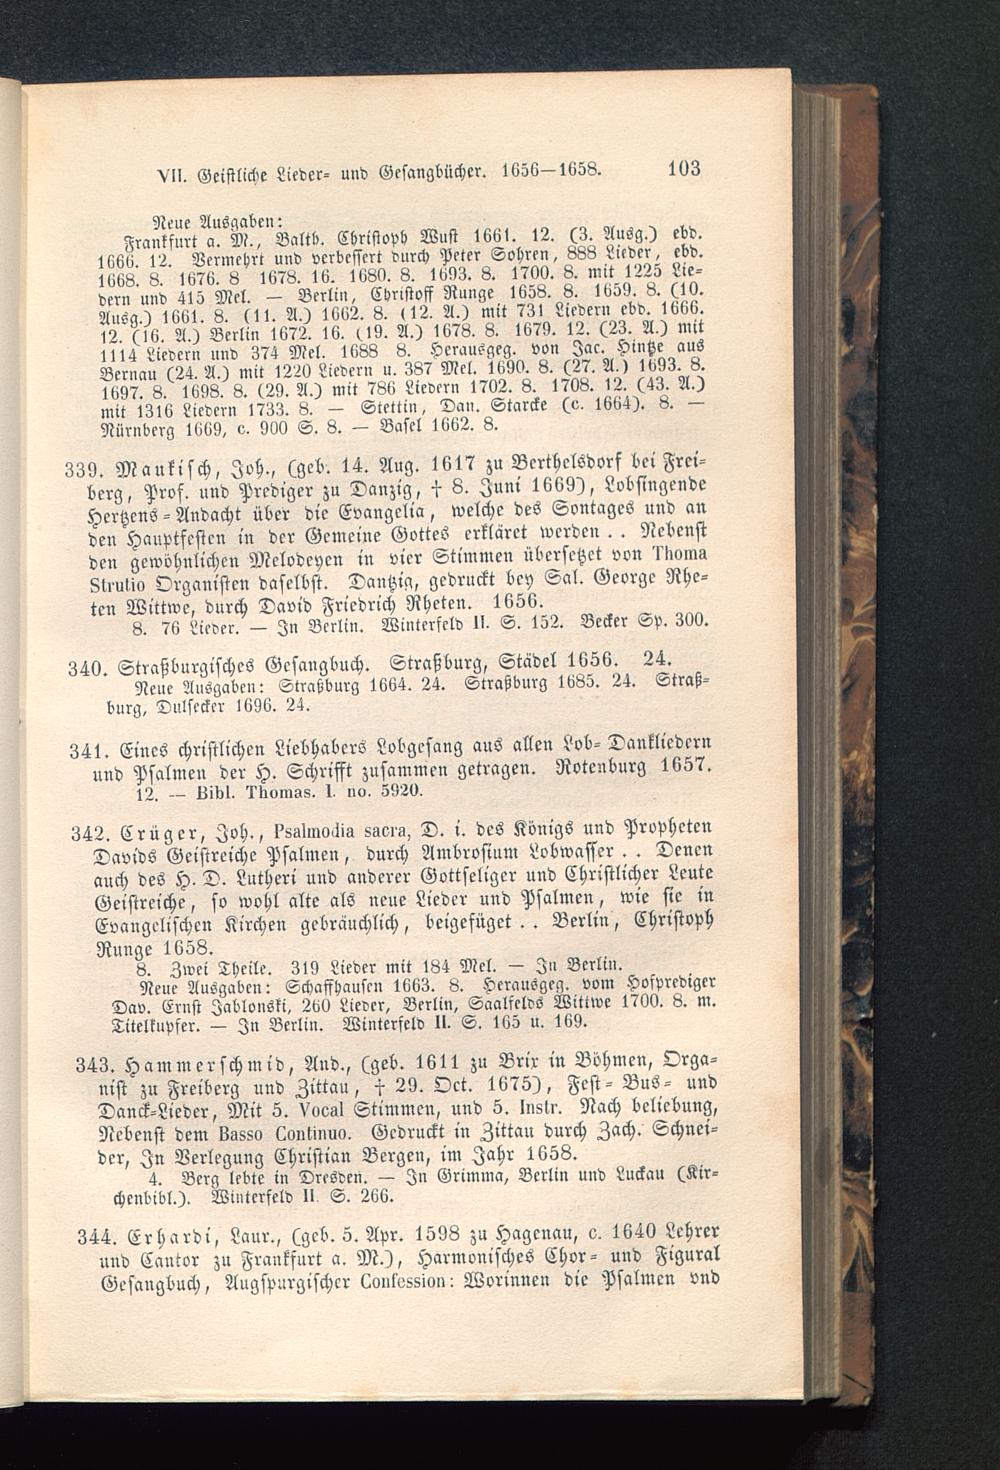 VII. Geistliche Lieder- und Gesangbücher. 1656—1658. 103
Neue Ausgaben:
Frankfurt a. M., Balth. Christoph Wust 1661. 12. (3. Ausg.) ebd.
1666. 12. Vermehrt und verbessert durch Peter Sohren, 888 Lieder, ebd.
1668. 8. 1676. 8 1678. 16. 1680. 8. 1693. 8. 1700. 8. mit 1225 Lie-
dern und 415 Mel. — Berlin, Christoff Runge 1658. 8. 1659. 8. (10.
Ausg.) 1661. 8. (11. A.) 1662. 8. (12. A.) mit 731 Liedern ebd. 1666.
12. (16. A.) Berlin 1672. 16. (19. A.) 1678. 8. 1679. 12. (23. A.) mit
1114 Liedern und 374 Mel. 1688 8. Herausgeg. von Jac. Hintze aus
Bernau (24. A.) mit 1220 Liedern u. 387 Mel. 1690. 8. (27. A.) 1693. 8.
1697. 8. 1698. 8. (29. A.) mit 786 Liedern 1702. 8. 1708. 12. (43. A.)
mit 1316 Liedern 1733. 8. — Stettin, Dan. Starcke (c. 1664). 8. —
Nürnberg 1669, c. 900 S. 8. — Basel 1662. 8.
339. Maukisch, Joh., (geb. 14. Aug. 1617 zu Berthelsdorf bei Frei-
berg, Prof. und Prediger zu Danzig, † 8. Juni 1669), Lobsingende
Hertzens-Andacht über die Evangelia, welche des Sontages und an
den Hauptfesten in der Gemeine Gottes erkläret werden .. Nebenst
den gewöhnlichen Melodeyen in vier Stimmen übersetzet von Thoma
Strutio Organisten daselbst. Dantzig, gedruckt bey Sal. George Rhe-
ten Wittwe, durch David Friedrich Rheten. 1656.
8. 76 Lieder. — In Berlin. Winterfeld II. S. 152. Becker Sp. 300.
340. Straßburgisches Gesangbuch. Straßburg, Städel 1656. 24.
Neue Ausgaben: Straßburg 1664. 24. Straßburg 1685. 24. Straß-
burg, Dulsecker 1696. 24.
341. Eines christlichen Liebhabers Lobgesang aus allen Lob- Dankliedern
und Psalmen der H. Schrifft zusammen getragen. Rotenburg 1657.
12. — Bibl. Thomas. I. no. 5920.
342. Crüger, Joh., Psalmodia sacra, D. i. des Königs und Propheten
Davids Geistreiche Psalmen, durch Ambrosium Lobwasser .. Denen
auch des H. D. Lutheri und anderer Gottseliger und Christlicher Leute
Geistreiche, so wohl alte als neue Lieder und Psalmen, wie sie in
Evangelischen Kirchen gebräuchlich, beigefüget .. Berlin, Christoph
Runge 1658.
8. Zwei Theile. 319 Lieder mit 184 Mel. — In Berlin.
Neue Ausgaben: Schaffhausen 1663. 8. Herausgeg. vom Hofprediger
Dav. Ernst Jablonski, 260 Lieder, Berlin, Saalfelds Wittwe 1700. 8. m.
Titelkupfer. — In Berlin. Winterfeld II. S. 165 u. 169.
343. Hammerschmid, And., (geb. 1611 zu Brix in Böhmen, Orga-
nist zu Freiberg und Zittau, † 29. Oct. 1675), Fest- Bus- und
Danck-Lieder, Mit 5. Vocal Stimmen, und 5. Instr. Nach beliebung,
Nebenst dem Basso Continuo. Gedruckt in Zittau durch Zach. Schnei-
der, In Verlegung Christian Bergen, im Jahr 1658.
4. Berg lebte in Dresden. — In Grimma, Berlin und Luckau (Kir-
chenbibl.). Winterfeld II. S. 266.
344. Erhardi, Laur., (geb. 5. Apr. 1598 zu Hagenau, c. 1640 Lehrer
und Cantor zu Frankfurt a. M.), Harmonisches Chor- und Figural
Gesangbuch, Augspurgischer Confession: Worinnen die Psalmen vnd